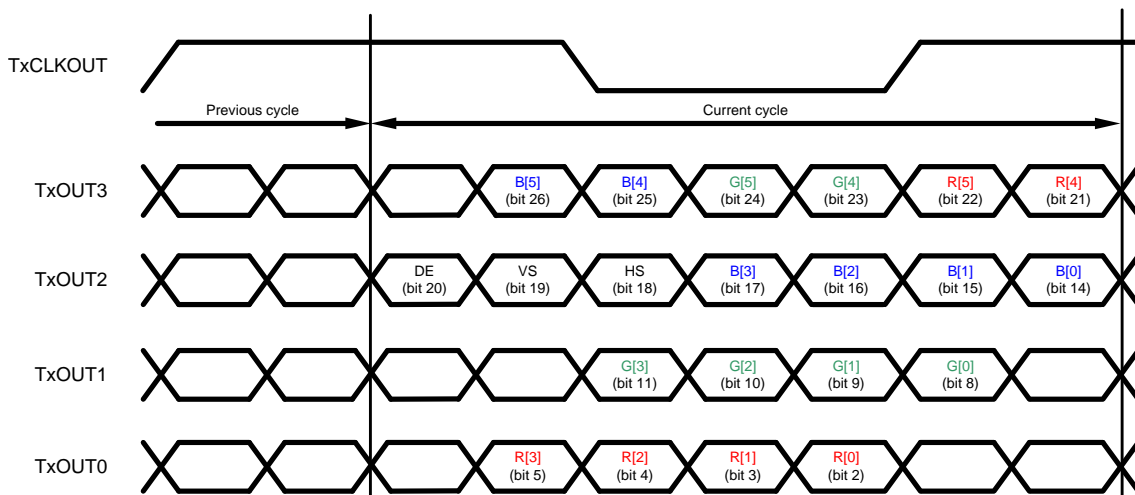 TxCLKOUT
Previous cycle
Current cycle
TxOUT3
B[5]
(bit 26)
B[4]
(bit 25)
G[5]
(bit 24)
G[4]
(bit 23)
R[5]
(bit 22)
R[4]
(bit 21)
TxOUT2
DE
(bit 20)
VS
(bit 19)
HS
(bit 18)
B[3]
(bit 17)
B[2]
(bit 16)
B[1]
(bit 15)
B[0]
(bit 14)
TxOUT1
G[3]
(bit 11)
G[2]
(bit 10)
G[1]
(bit 9)
G[0]
(bit 8)
TxOUT0
R[3]
(bit 5)
R[2]
(bit 4)
R[1]
(bit 3)
R[0]
(bit 2)